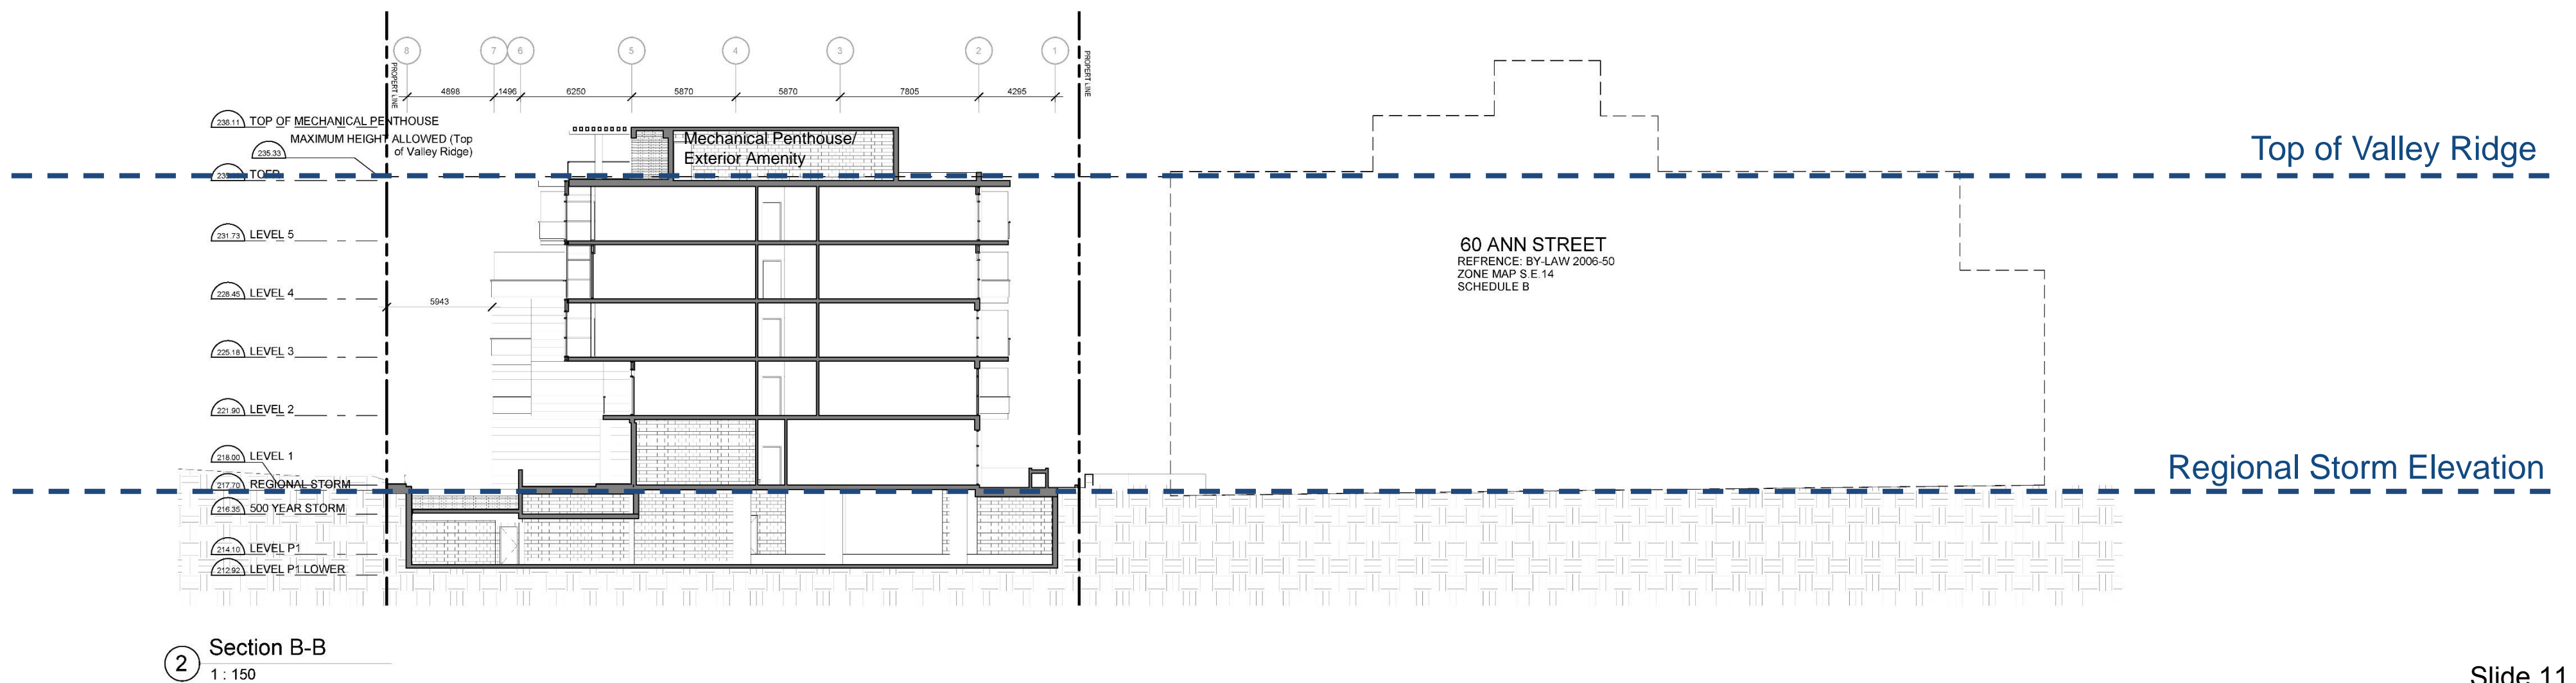 8 7 6 5 4 3 2 1
PROPERT LINE
PROPERT LINE
4898 1496 6250 5870 5870 7805 4295
238.11 TOP OF MECHANICAL PENTHOUSE
MAXIMUM HEIGHT ALLOWED (Top
of Valley Ridge)
235.33
Mechanical Penthouse/
Exterior Amenity
Top of Valley Ridge
231.73 LEVEL 5
60 ANN STREET
REFRENCE: BY-LAW 2006-50
ZONE MAP S.E.14
SCHEDULE B
228.45 LEVEL 4
5943
225.18 LEVEL 3
221.90 LEVEL 2
218.00 LEVEL 1
Regional Storm Elevation
217.70 REGIONAL STORM
216.35 500 YEAR STORM
214.10 LEVEL P1
212.92 LEVEL P1 LOWER
2 Section B-B
1 : 150
Slide 11